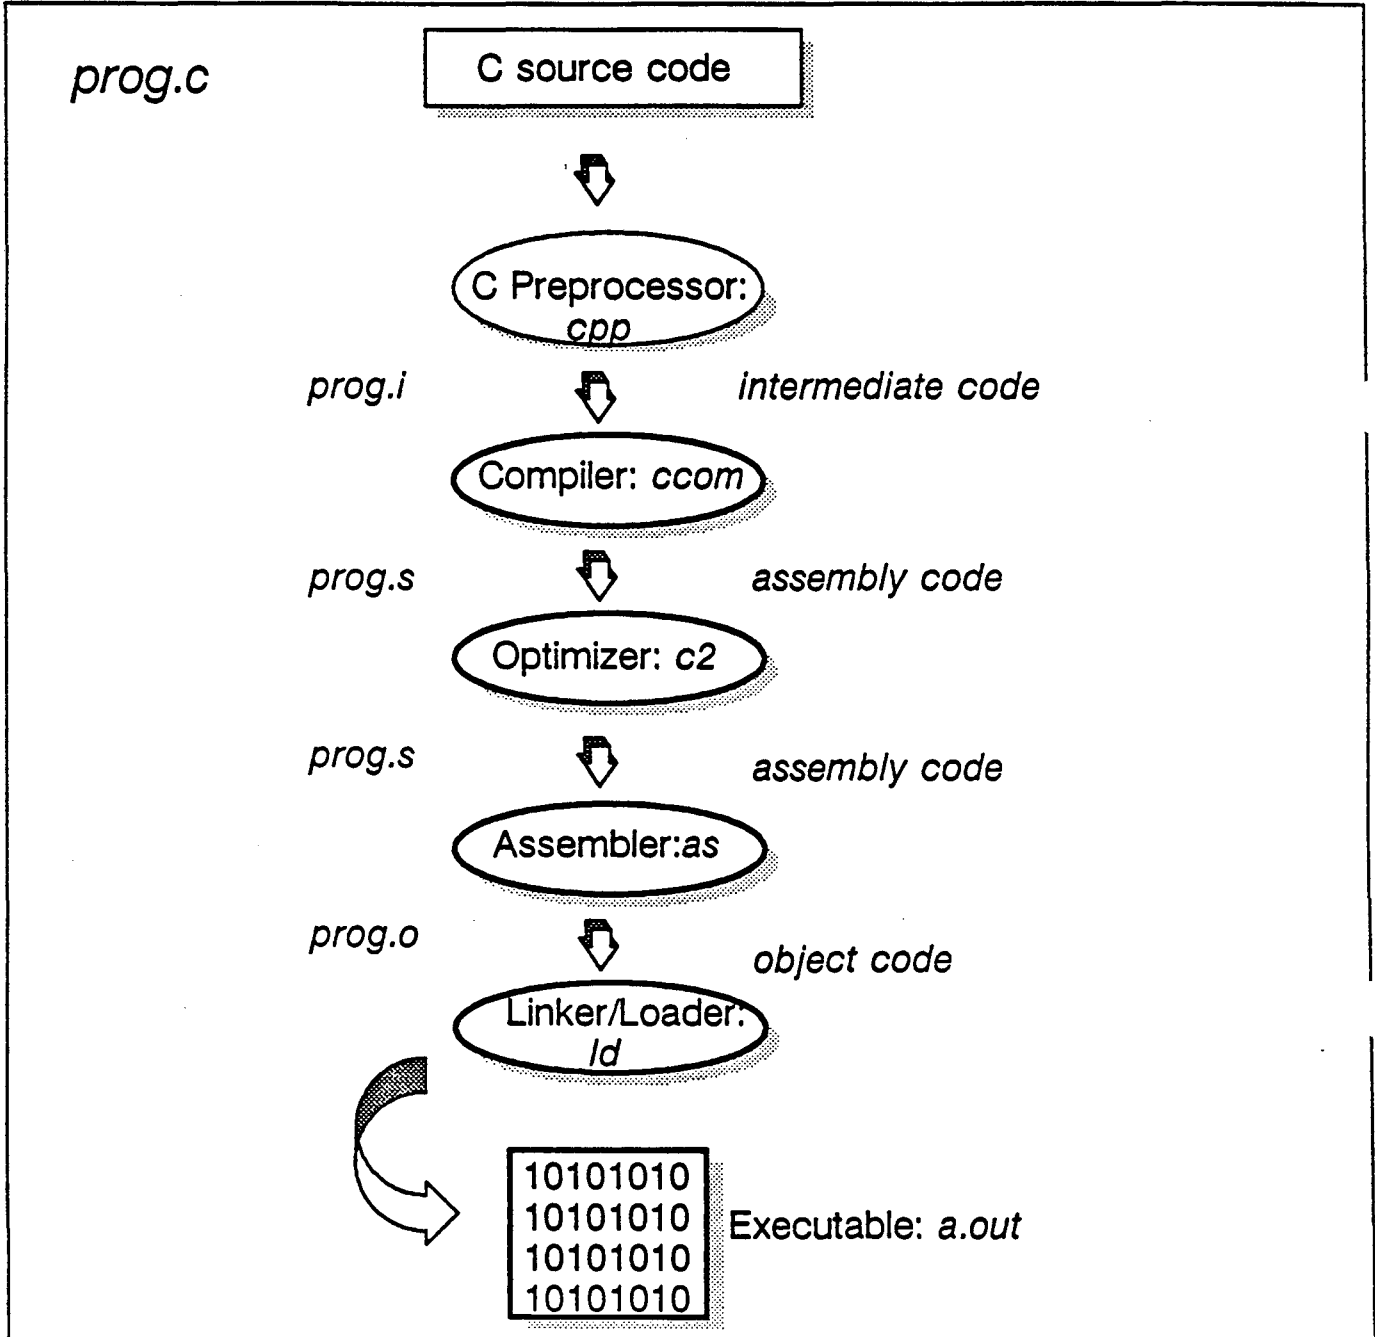 prog.c
C source code
C Preprocessor:
cpp
prog.i
intermediate code
Compiler: ccom
prog.s
assembly code
Optimizer: c2
prog.s
assembly code
Assembler:as
prog.o
object code
Linker/Loader:
ld
10101010
10101010
10101010
10101010
Executable: a.out